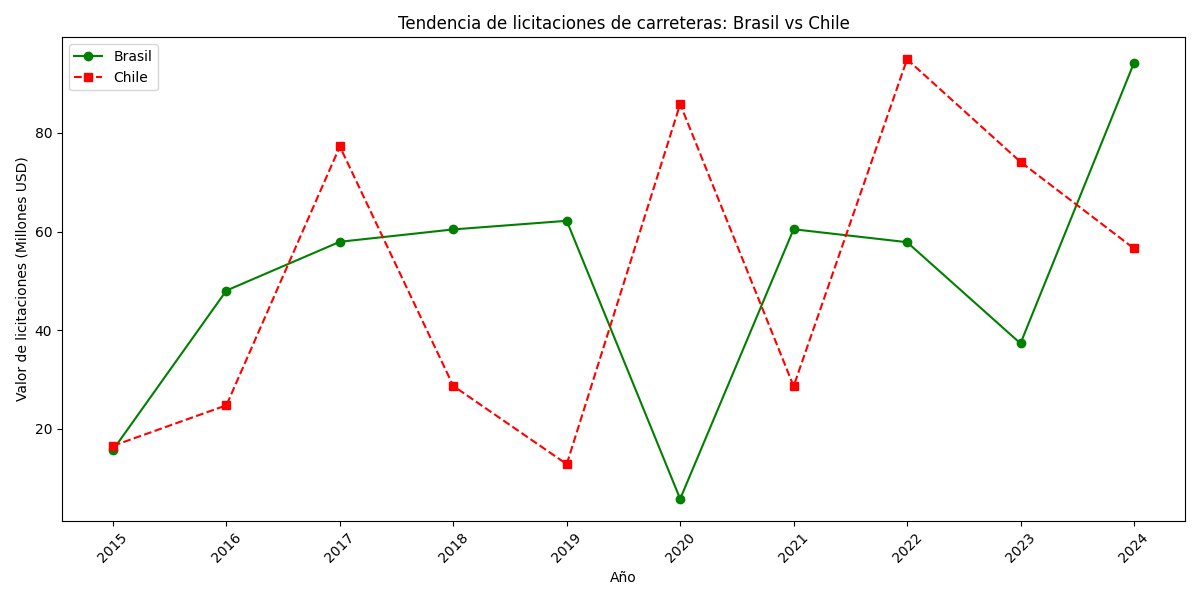 Tendencia de licitaciones de carreteras: Brasil vs Chile
Brasil
Chile
Valor de licitaciones (Millones USD)
80
60
40
20
2015
2016
2017
2018
2019
2020
2021
2022
2023
2024
Año